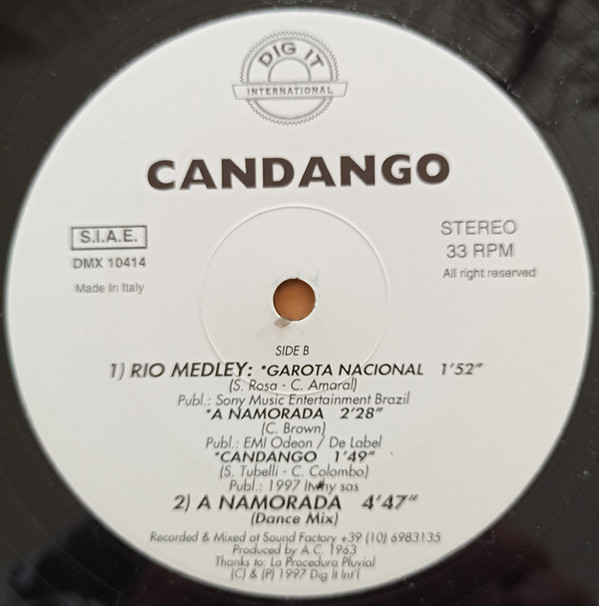 DIG IT
INTERNATIONAL
CANDANGO
S.I.A.E.
DMX 10414
Made in Italy
STEREO
33 RPM
All right reserved
SIDE B
1) RIO MEDLEY: *GAROTA NACIONAL 1'52"
(S. Rosa - C. Amaral)
Publ.: Sony Music Entertainment Brazil
*A NAMORADA 2'28"
(C. Brown)
Publ.: EMI Odeon / De Label
*CANDANGO 1'49"
(S. Tubelli - C. Colombo)
Publ.: 1997 Itwhy sas
2) A NAMORADA 4'47"
(Dance Mix)
Recorded & Mixed at Sound Factory +39 (10) 6983135
Produced by A.C. 1963
Thanks to: La Procedura Pluvial
(C) & (P) 1997 Dig It Int'l